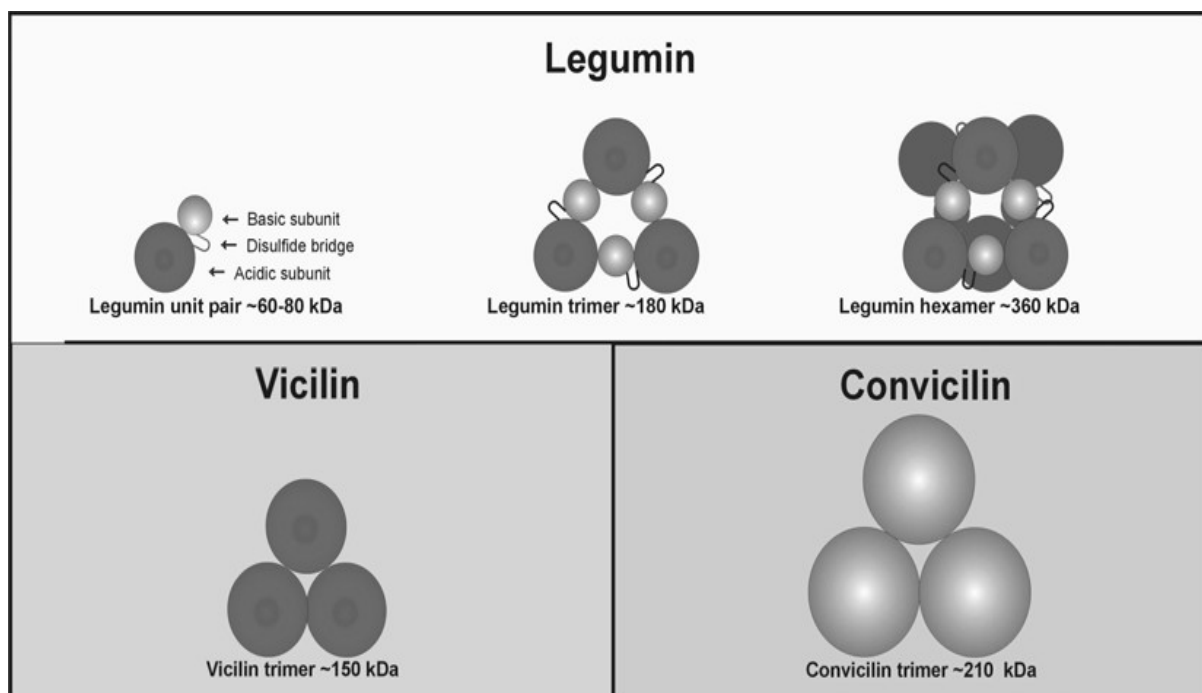 Legumin
← Basic subunit
← Disulfide bridge
← Acidic subunit
Legumin unit pair ~60-80 kDa
Legumin trimer ~180 kDa
Legumin hexamer ~360 kDa
Vicilin
Vicilin trimer ~150 kDa
Convicilin
Convicilin trimer ~210 kDa